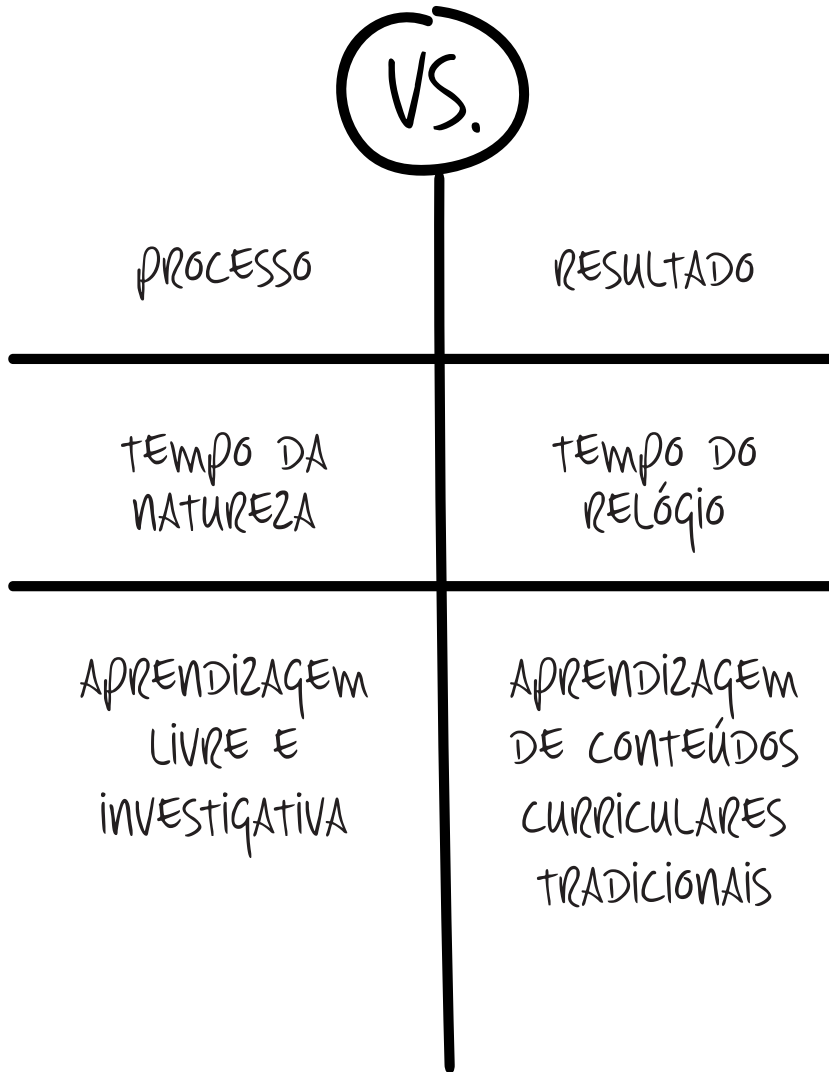 VS.
PROCESSO
RESULTADO
TEMPO DA
NATUREZA
TEMPO DO
RELÓGIO
APRENDIZAGEM
LIVRE E
INVESTIGATIVA
APRENDIZAGEM
DE CONTEÚDOS
CURRICULARES
TRADICIONAIS